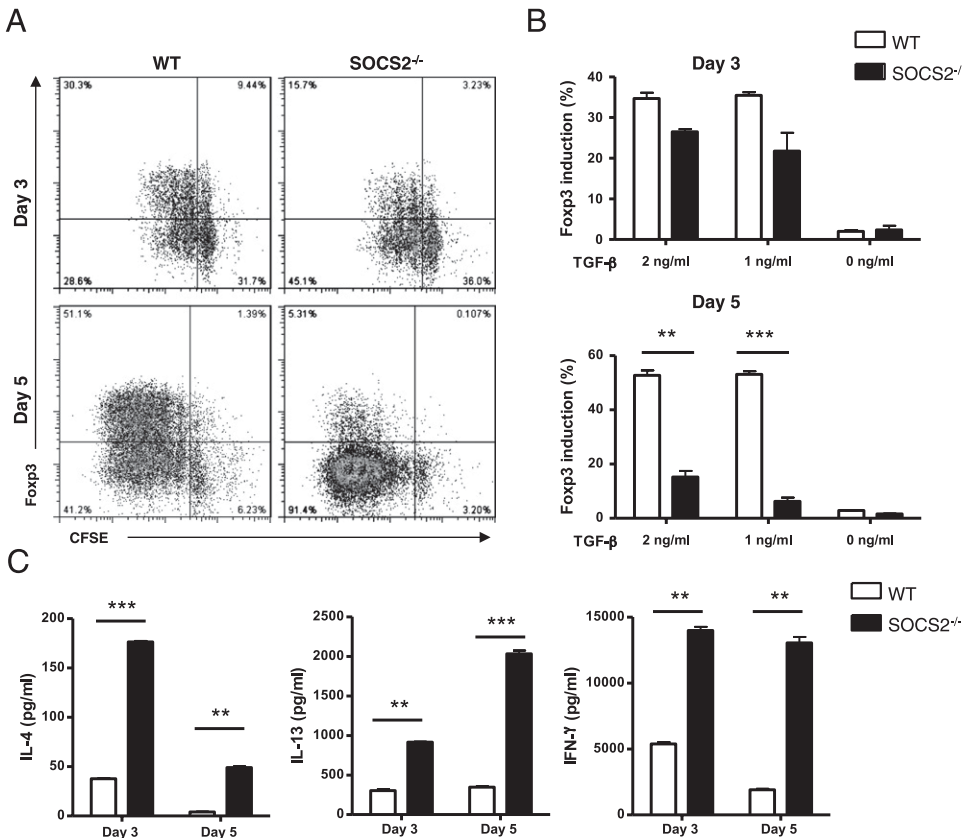 A
WT
SOCS2-/-
Day 3
30.3%
9.44%
28.6%
31.7%
15.7%
3.23%
45.1%
36.0%
Day 5
51.1%
1.39%
41.2%
6.23%
5.31%
0.107%
91.4%
3.20%
Foxp3
CFSE
B
WT
SOCS2-/-
Day 3
Foxp3 induction (%)
40
30
20
10
0
TGF-β
2 ng/ml
1 ng/ml
0 ng/ml
Day 5
Foxp3 induction (%)
60
40
20
0
**
***
TGF-β
2 ng/ml
1 ng/ml
0 ng/ml
C
WT
SOCS2-/-
IL-4 (pg/ml)
200
150
100
50
0
***
**
Day 3
Day 5
IL-13 (pg/ml)
2500
2000
1500
1000
500
0
**
***
Day 3
Day 5
IFN-γ (pg/ml)
15000
10000
5000
0
**
**
Day 3
Day 5